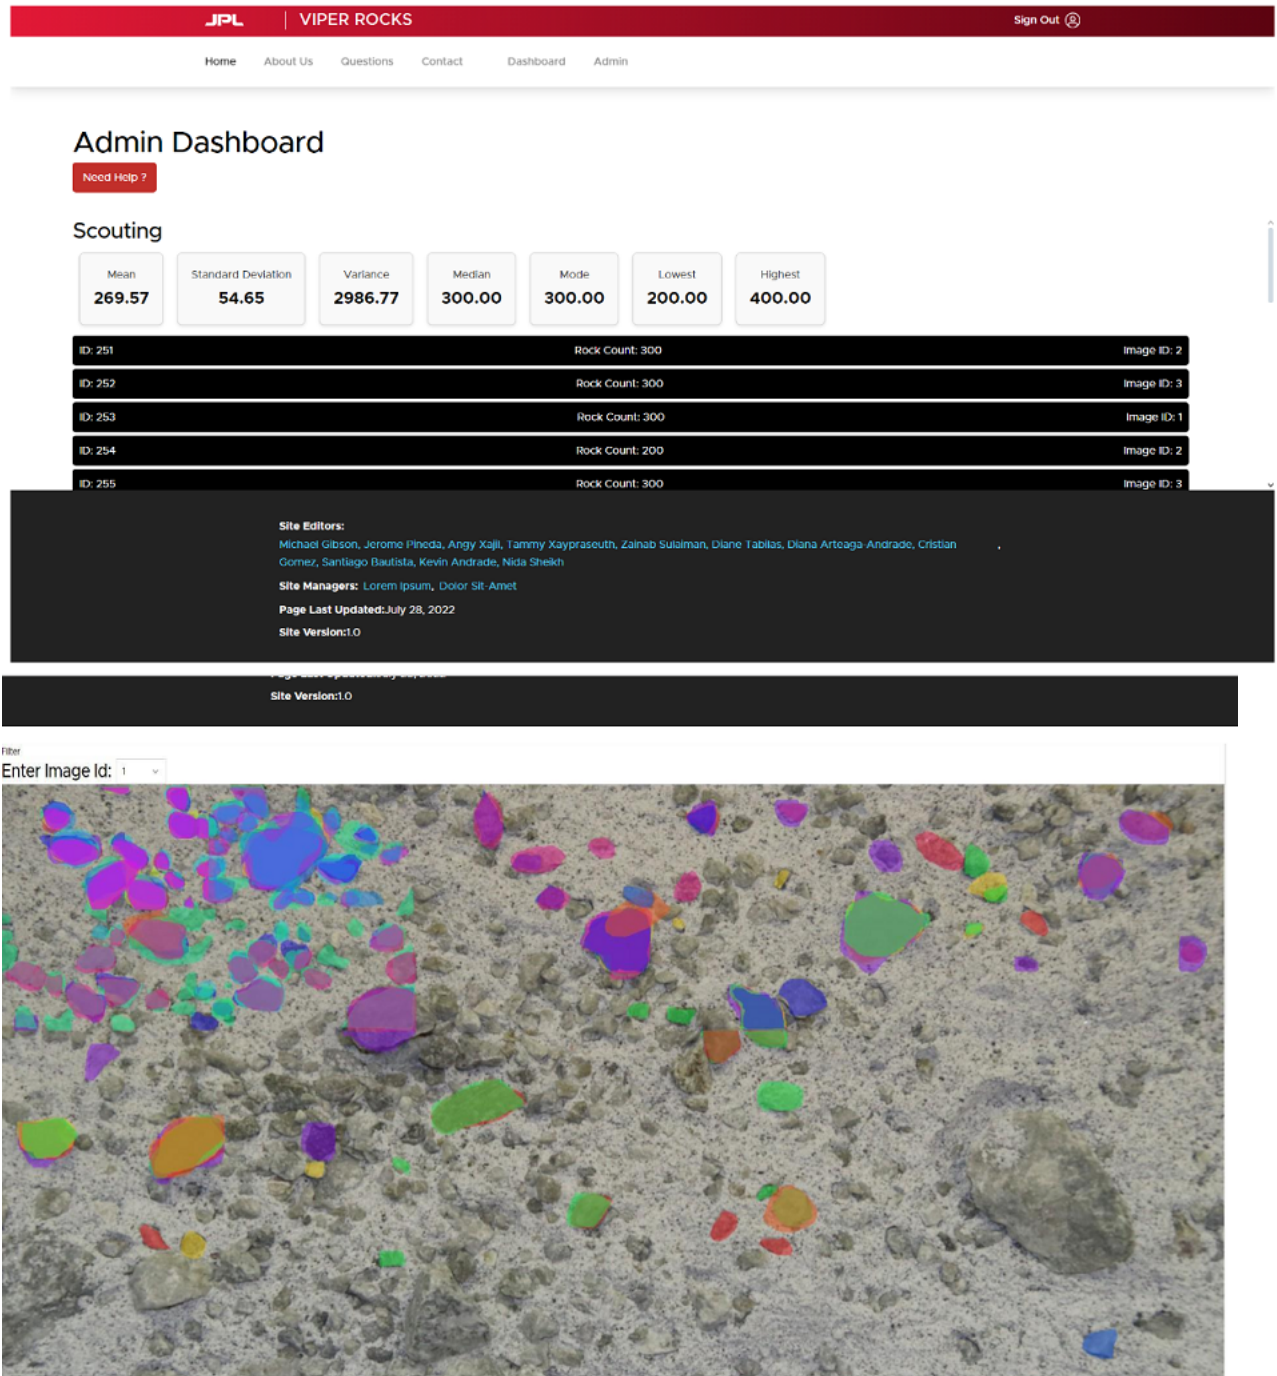 JPL | VIPER ROCKS Sign Out
Home About Us Questions Contact Dashboard Admin
Admin Dashboard
Need Help ?
Scouting
Mean Standard Deviation Variance Median Mode Lowest Highest
269.57 54.65 2986.77 300.00 300.00 200.00 400.00
ID: 251 Rock Count: 300 Image ID: 2
ID: 252 Rock Count: 300 Image ID: 3
ID: 253 Rock Count: 300 Image ID: 1
ID: 254 Rock Count: 200 Image ID: 2
ID: 255 Rock Count: 300 Image ID: 3
Site Editors:
Michael Gibson, Jerome Pineda, Angy Xajil, Tammy Xaypraseuth, Zainab Sulaiman, Diane Tabilas, Diana Arteaga-Andrade, Cristian ,
Gomez, Santiago Bautista, Kevin Andrade, Nida Sheikh
Site Managers: Lorem Ipsum, Dolor Sit-Amet
Page Last Updated:July 28, 2022
Site Version:1.0
Site Version:1.0
Filter
Enter Image Id: 1